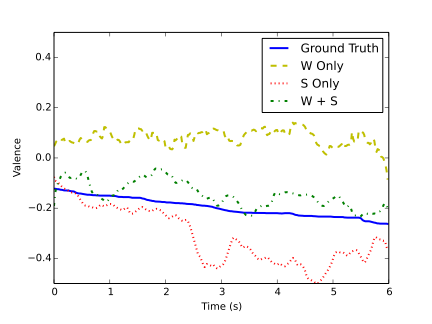 Ground Truth
W Only
S Only
W + S
0.4
0.2
0.0
−0.2
−0.4
Valence
0 1 2 3 4 5 6
Time (s)